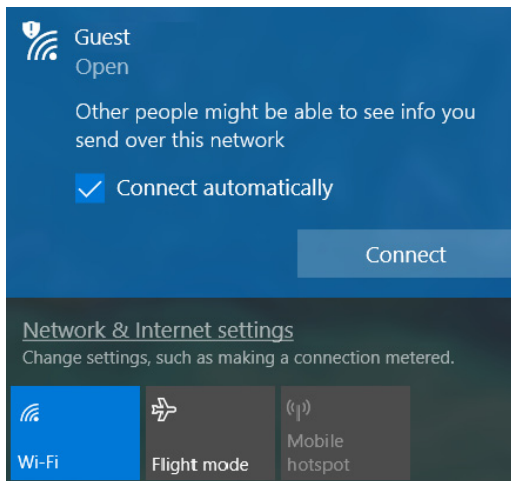 Guest
Open
Other people might be able to see info you
send over this network
Connect automatically
Connect
Network & Internet settings
Change settings, such as making a connection metered.
Wi-Fi
Flight mode
Mobile
hotspot